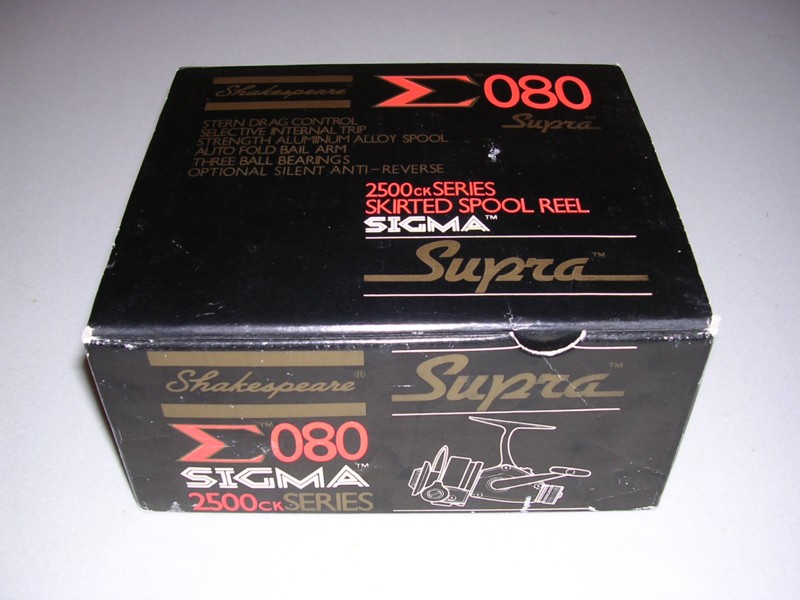 Shakespeare
Σ™080
Supra™
STERN DRAG CONTROL
SELECTIVE INTERNAL TRIP
STRENGTH ALUMINUM ALLOY SPOOL
AUTO FOLD BAIL ARM
THREE BALL BEARINGS
OPTIONAL SILENT ANTI-REVERSE
2500CK SERIES
SKIRTED SPOOL REEL
SIGMA™
Supra™
Shakespeare®
Supra™
Σ™080
SIGMA™
2500CK SERIES